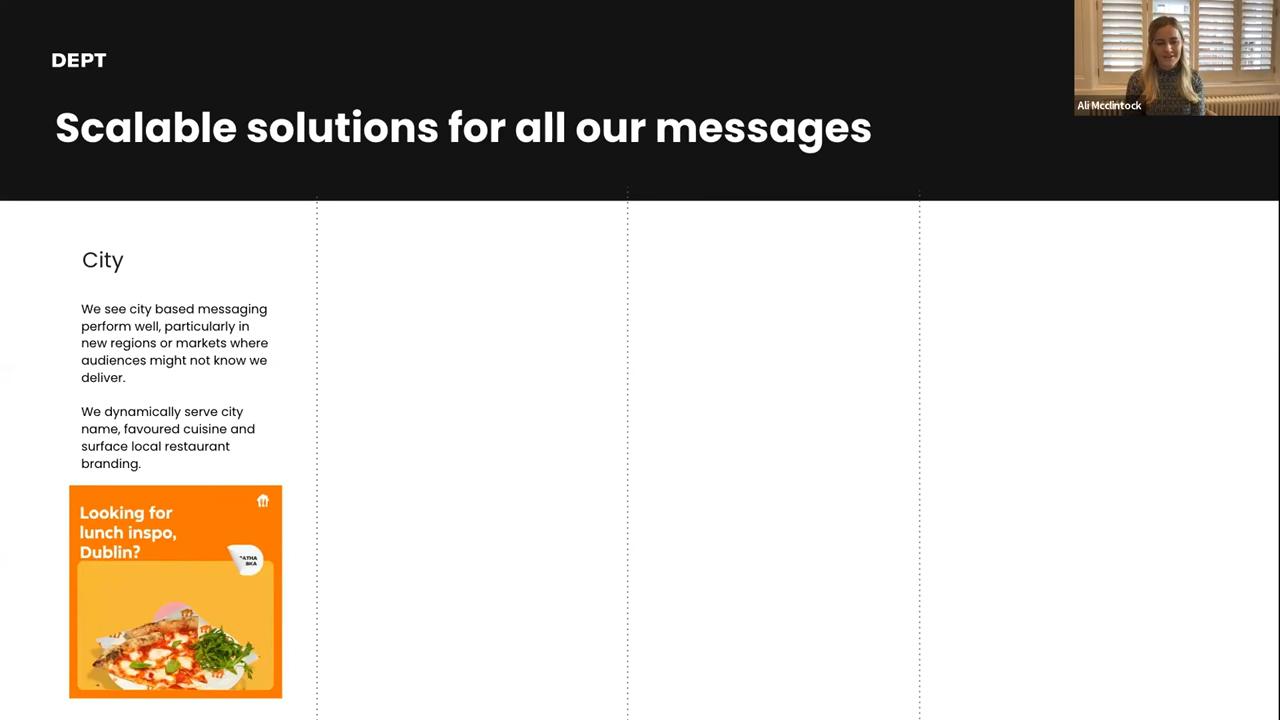 DEPT
Ali Mcclintock
Scalable solutions for all our messages
City
We see city based messaging
perform well, particularly in
new regions or markets where
audiences might not know we
deliver.
We dynamically serve city
name, favoured cuisine and
surface local restaurant
branding.
Looking for
lunch inspo,
Dublin?